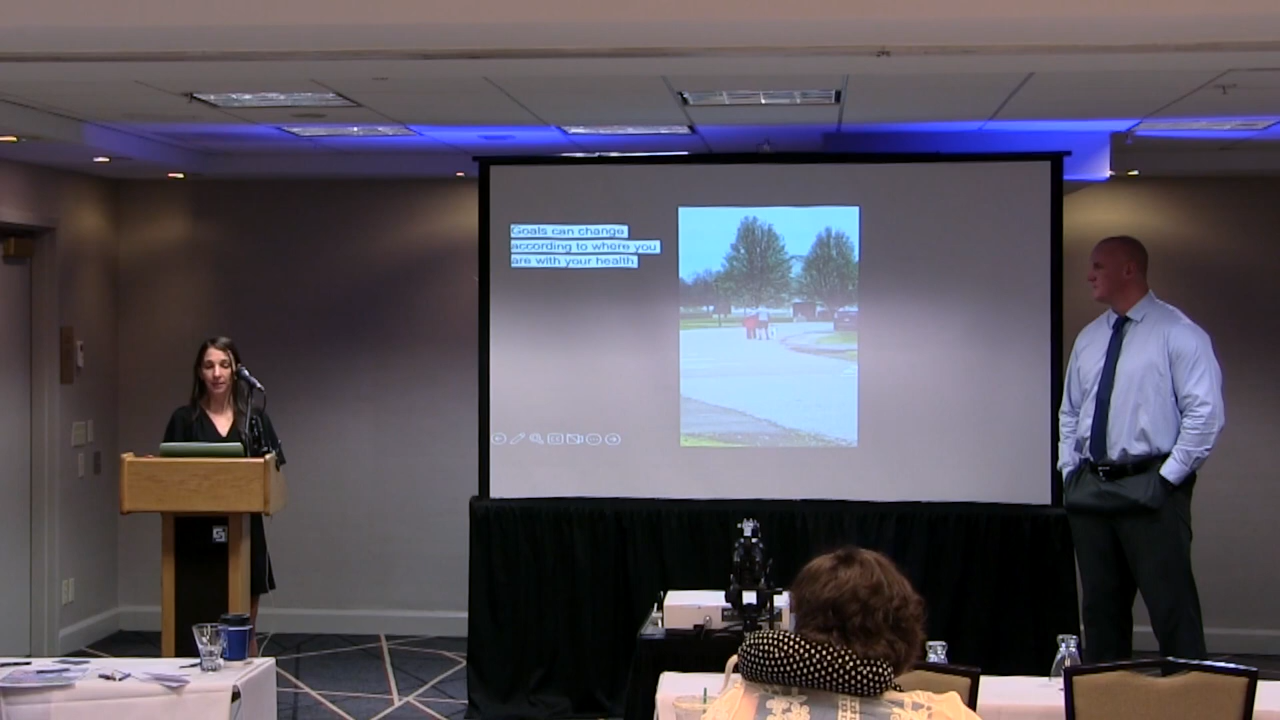 Goals can change
according to where you
are with your health